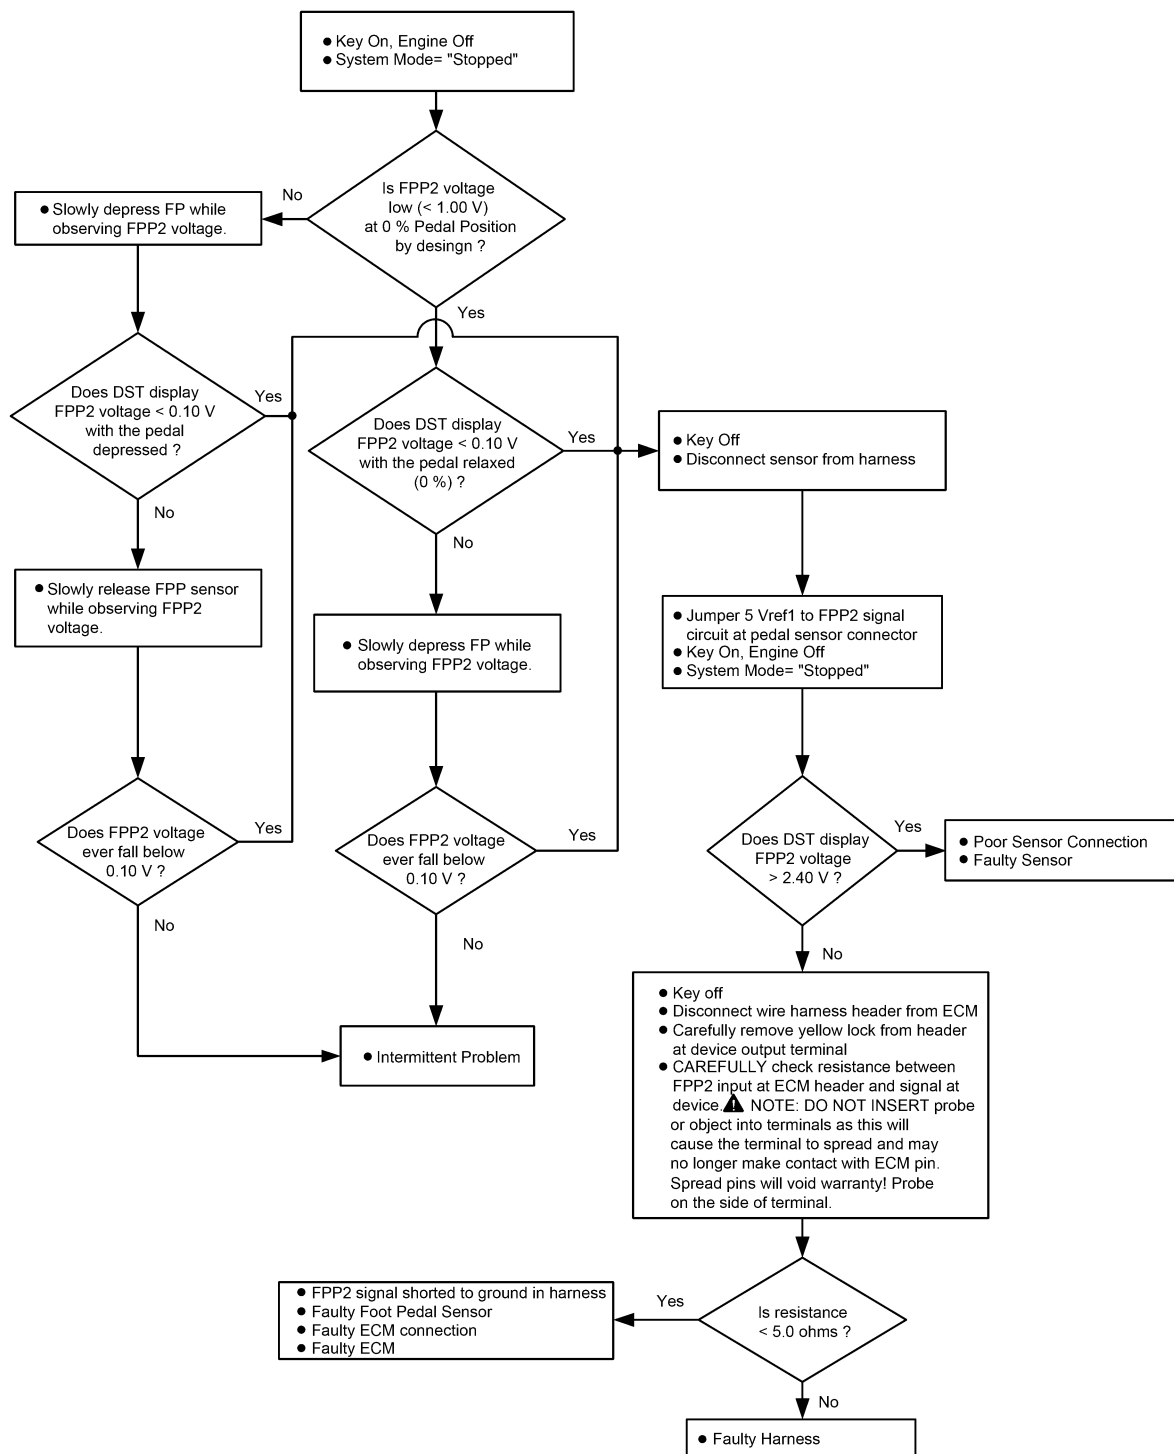 ● Key On, Engine Off
● System Mode= "Stopped"
Is FPP2 voltage
low (< 1.00 V)
at 0 % Pedal Position
by desingn ?
No
● Slowly depress FP while
observing FPP2 voltage.
Yes
Does DST display
FPP2 voltage < 0.10 V
with the pedal
depressed ?
Yes
No
Does DST display
FPP2 voltage < 0.10 V
with the pedal relaxed
(0 %) ?
Yes
No
● Key Off
● Disconnect sensor from harness
● Slowly release FPP sensor
while observing FPP2
voltage.
● Slowly depress FP while
observing FPP2 voltage.
● Jumper 5 Vref1 to FPP2 signal
circuit at pedal sensor connector
● Key On, Engine Off
● System Mode= "Stopped"
Does FPP2 voltage
ever fall below
0.10 V ?
Yes
No
Does FPP2 voltage
ever fall below
0.10 V ?
Yes
No
Does DST display
FPP2 voltage
> 2.40 V ?
Yes
● Poor Sensor Connection
● Faulty Sensor
No
● Intermittent Problem
● Key off
● Disconnect wire harness header from ECM
● Carefully remove yellow lock from header
at device output terminal
● CAREFULLY check resistance between
FPP2 input at ECM header and signal at
device. NOTE: DO NOT INSERT probe
or object into terminals as this will
cause the terminal to spread and may
no longer make contact with ECM pin.
Spread pins will void warranty! Probe
on the side of terminal.
Is resistance
< 5.0 ohms ?
Yes
● FPP2 signal shorted to ground in harness
● Faulty Foot Pedal Sensor
● Faulty ECM connection
● Faulty ECM
No
● Faulty Harness